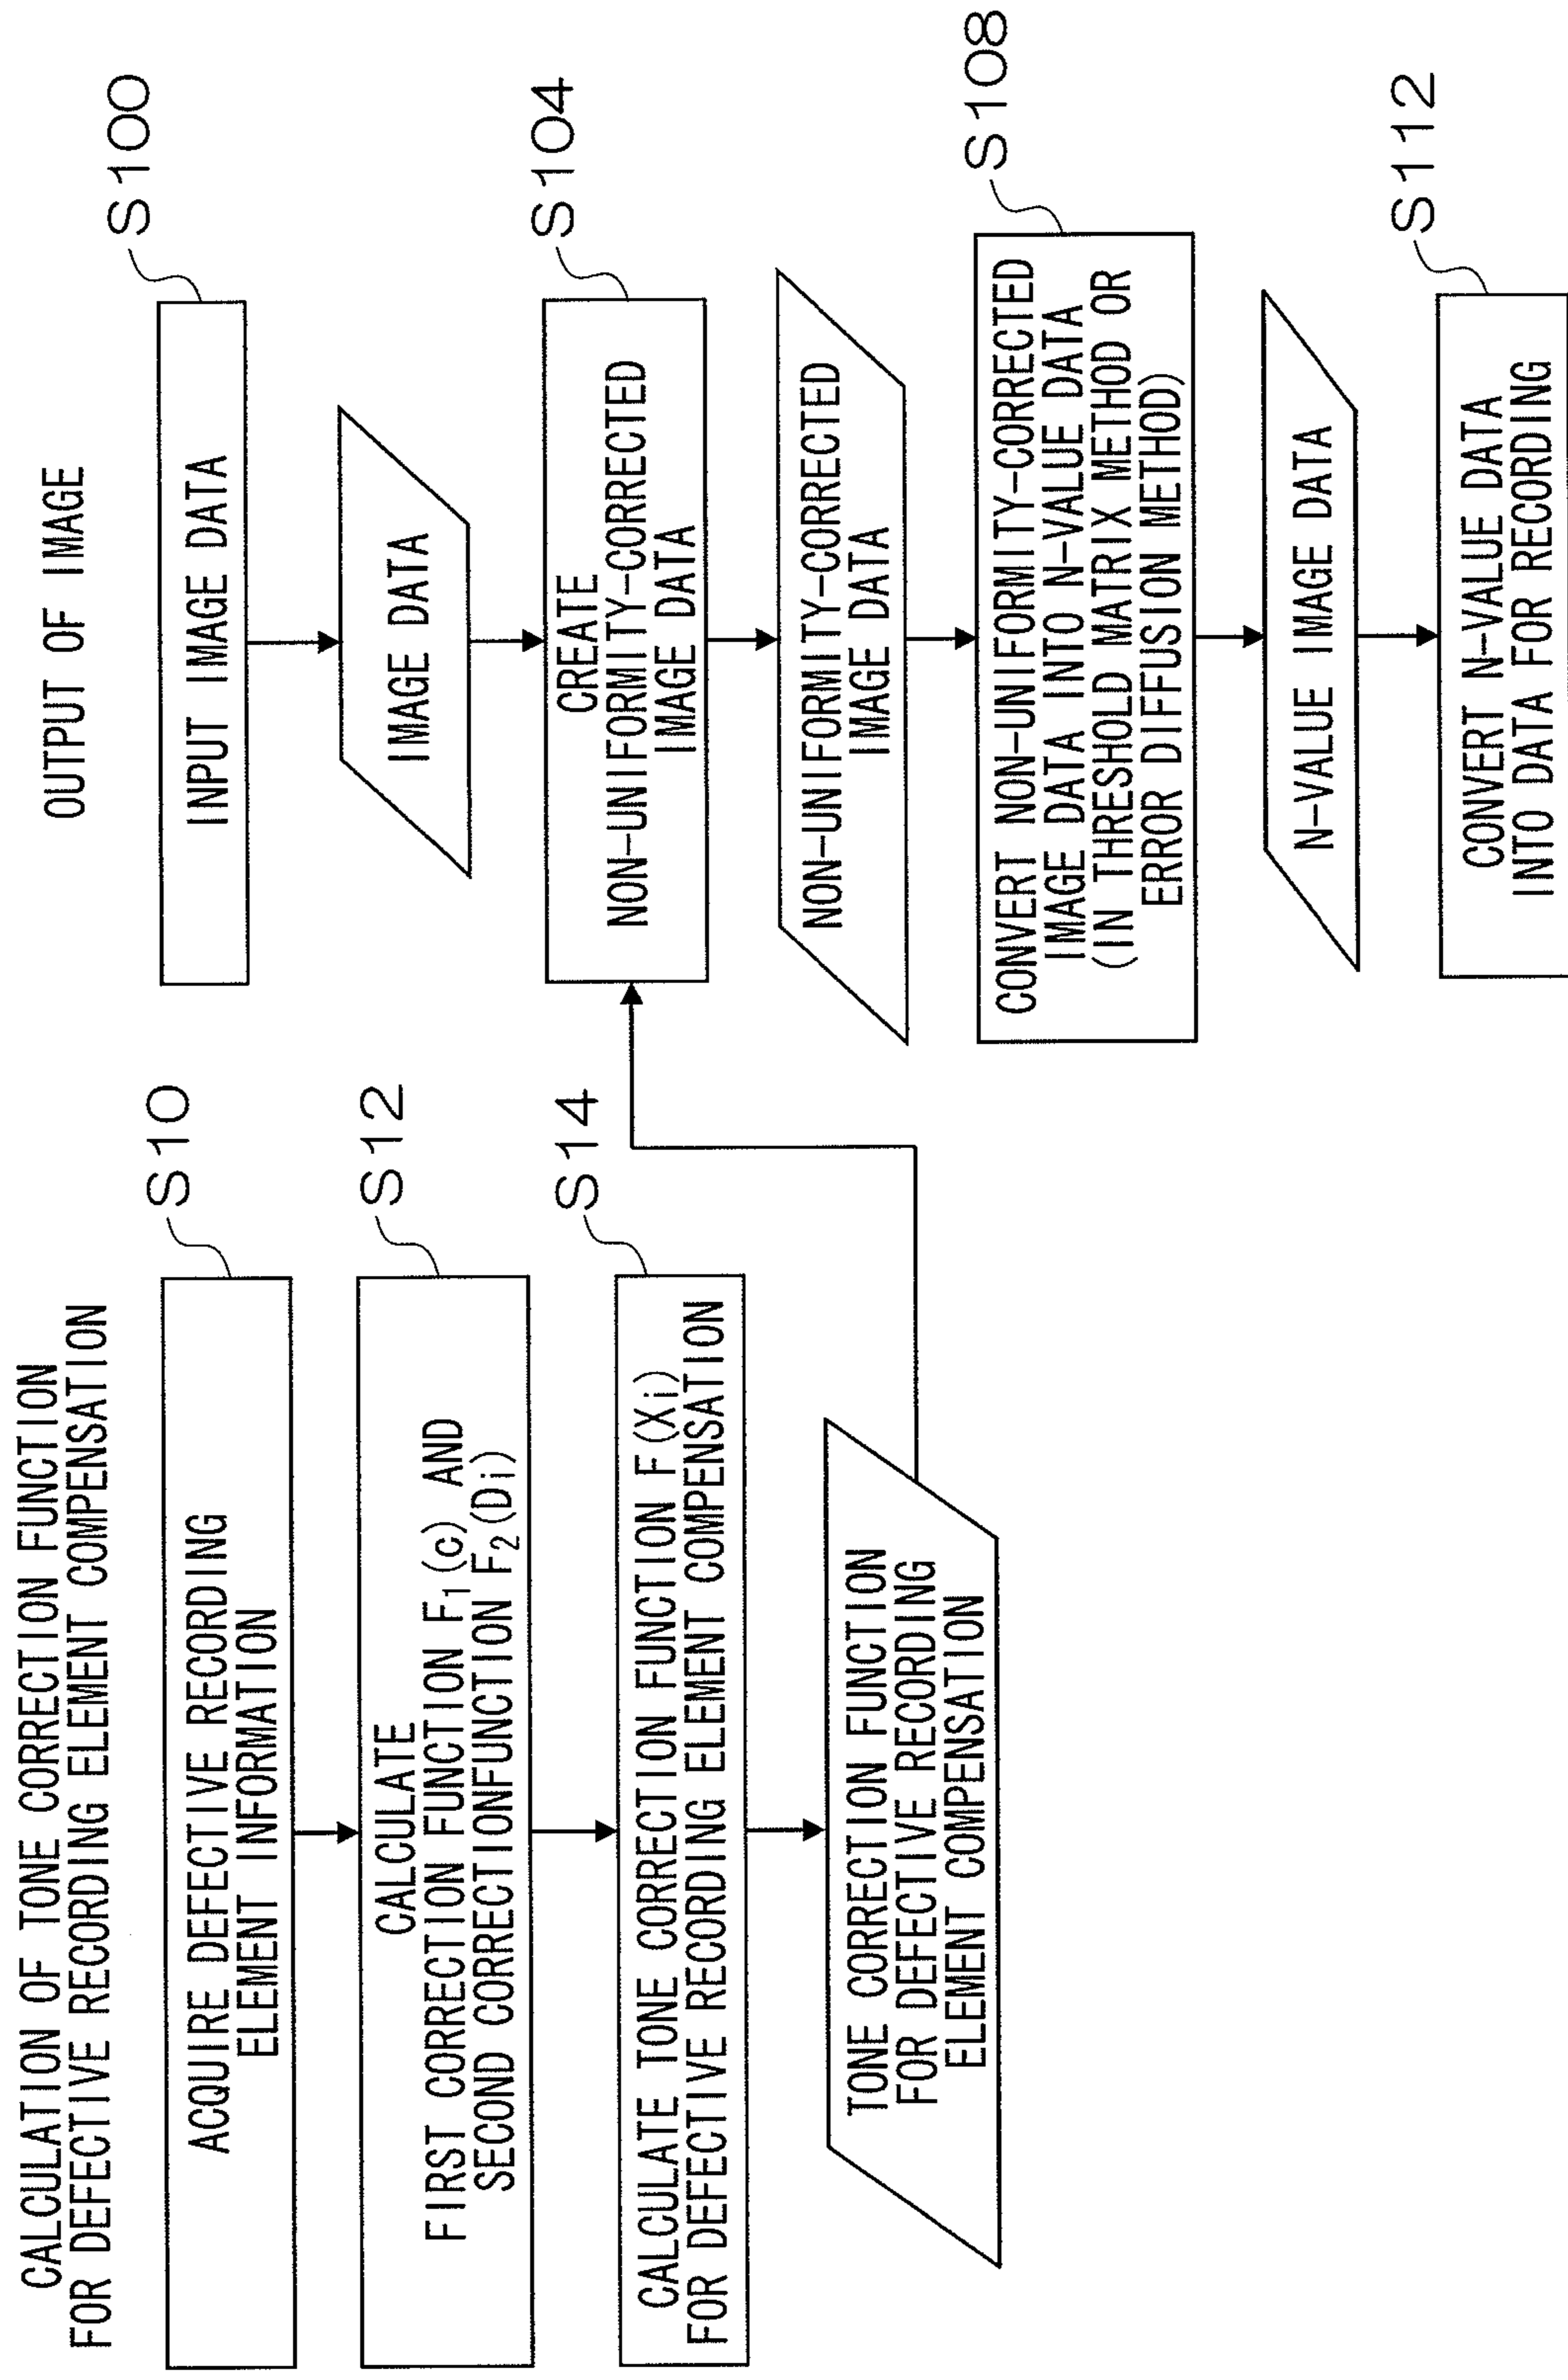 CALCULATION OF TONE CORRECTION FUNCTION
FOR DEFECTIVE RECORDING ELEMENT COMPENSATION
S10
ACQUIRE DEFECTIVE RECORDING
ELEMENT INFORMATION
S12
CALCULATE
FIRST CORRECTION FUNCTION F₁(c) AND
SECOND CORRECTIONFUNCTION F₂(Di)
S14
CALCULATE TONE CORRECTION FUNCTION F(Xi)
FOR DEFECTIVE RECORDING ELEMENT COMPENSATION
TONE CORRECTION FUNCTION
FOR DEFECTIVE RECORDING
ELEMENT COMPENSATION
OUTPUT OF IMAGE
S100
INPUT IMAGE DATA
IMAGE DATA
S104
CREATE
NON-UNIFORMITY-CORRECTED
IMAGE DATA
NON-UNIFORMITY-CORRECTED
IMAGE DATA
S108
CONVERT NON-UNIFORMITY-CORRECTED
IMAGE DATA INTO N-VALUE DATA
(IN THRESHOLD MATRIX METHOD OR
ERROR DIFFUSION METHOD)
N-VALUE IMAGE DATA
S112
CONVERT N-VALUE DATA
INTO DATA FOR RECORDING